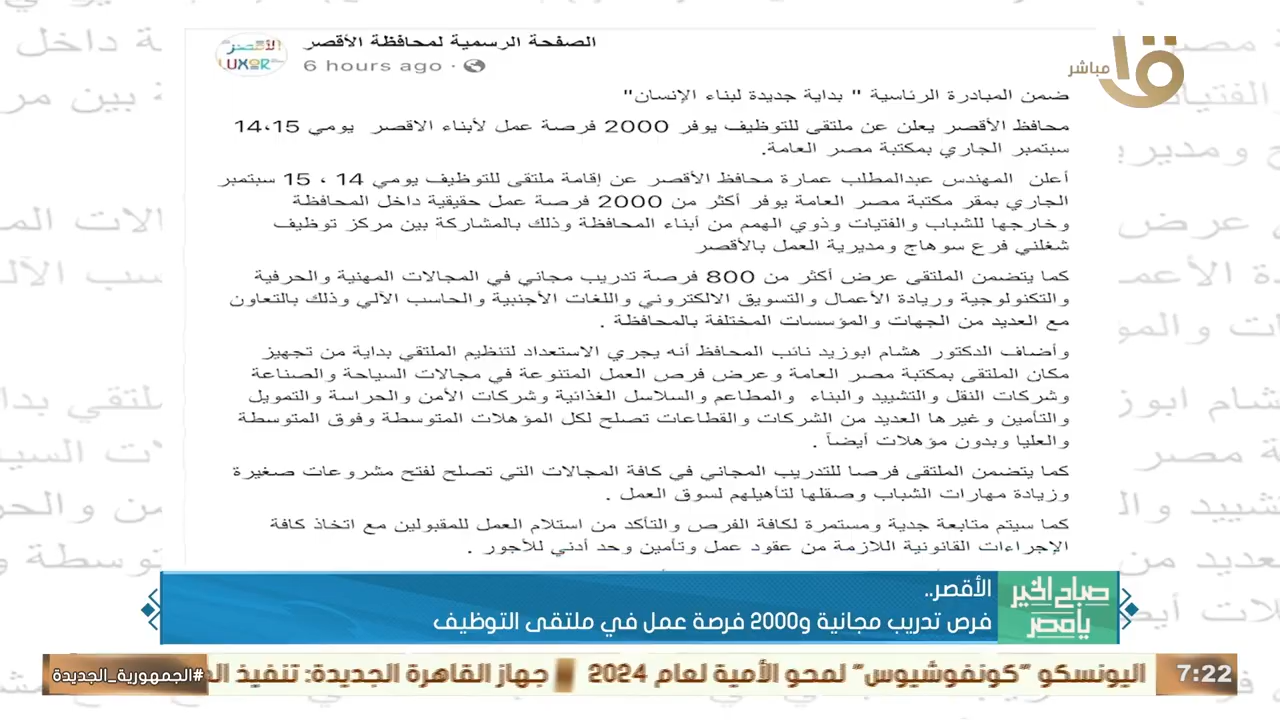 الصفحة الرسمية لمحافظة الأقصر
6 hours ago ·
الأقصر
LUXOR
مباشر
ضمن المبادرة الرئاسية " بداية جديدة لبناء الإنسان"
محافظ الأقصر يعلن عن ملتقى للتوظيف يوفر 2000 فرصة عمل لأبناء الاقصر يومي 14،15
سبتمبر الجاري بمكتبة مصر العامة.
أعلن المهندس عبدالمطلب عمارة محافظ الأقصر عن إقامة ملتقى للتوظيف يومي 14 ، 15 سبتمبر
الجاري بمقر مكتبة مصر العامة يوفر أكثر من 2000 فرصة عمل حقيقية داخل المحافظة
وخارجها للشباب والفتيات وذوي الهمم من أبناء المحافظة وذلك بالمشاركة بين مركز توظيف
شغلني فرع سوهاج ومديرية العمل بالأقصر
كما يتضمن الملتقى عرض أكثر من 800 فرصة تدريب مجاني في المجالات المهنية والحرفية
والتكنولوجية وريادة الأعمال والتسويق الالكتروني واللغات الأجنبية والحاسب الآلي وذلك بالتعاون
مع العديد من الجهات والمؤسسات المختلفة بالمحافظة .
وأضاف الدكتور هشام ابوزيد نائب المحافظ أنه يجري الاستعداد لتنظيم الملتقي بداية من تجهيز
مكان الملتقى بمكتبة مصر العامة وعرض فرص العمل المتنوعة في مجالات السياحة والصناعة
وشركات النقل والتشييد والبناء والمطاعم والسلاسل الغذائية وشركات الأمن والحراسة والتمويل
والتأمين وغيرها العديد من الشركات والقطاعات تصلح لكل المؤهلات المتوسطة وفوق المتوسطة
والعليا وبدون مؤهلات أيضاً .
كما يتضمن الملتقى فرصا للتدريب المجاني في كافة المجالات التي تصلح لفتح مشروعات صغيرة
وزيادة مهارات الشباب وصقلها لتأهيلهم لسوق العمل .
كما سيتم متابعة جدية ومستمرة لكافة الفرص والتأكد من استلام العمل للمقبولين مع اتخاذ كافة
الإجراءات القانونية اللازمة من عقود عمل وتأمين وحد أدني للأجور .
صباح الخير
يا مصر
الأقصر..
فرص تدريب مجانية و2000 فرصة عمل في ملتقى التوظيف
7:22
اليونسكو "كونفوشيوس" لمحو الأمية لعام 2024
جهاز القاهرة الجديدة: تنفيذ
#الجمهورية_الجديدة